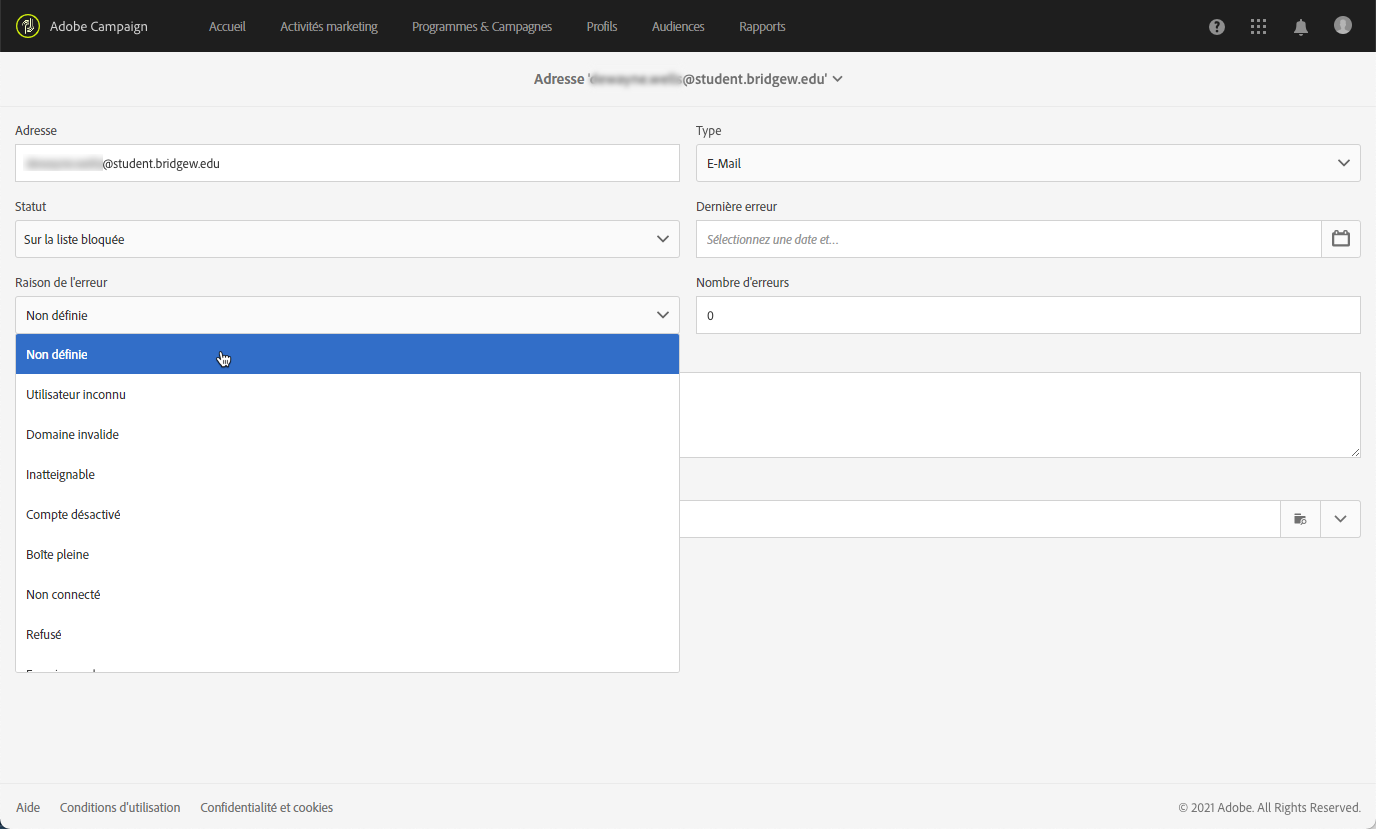 Adobe Campaign Accueil Activités marketing Programmes & Campagnes Profils Audiences Rapports
Adresse ' @student.bridgew.edu'
Adresse Type
@student.bridgew.edu E-Mail
Statut Dernière erreur
Sur la liste bloquée Sélectionnez une date et...
Raison de l'erreur Nombre d'erreurs
Non définie 0
Non définie
Utilisateur inconnu
Domaine invalide
Inatteignable
Compte désactivé
Boîte pleine
Non connecté
Refusé
Aide Conditions d'utilisation Confidentialité et cookies © 2021 Adobe. All Rights Reserved.